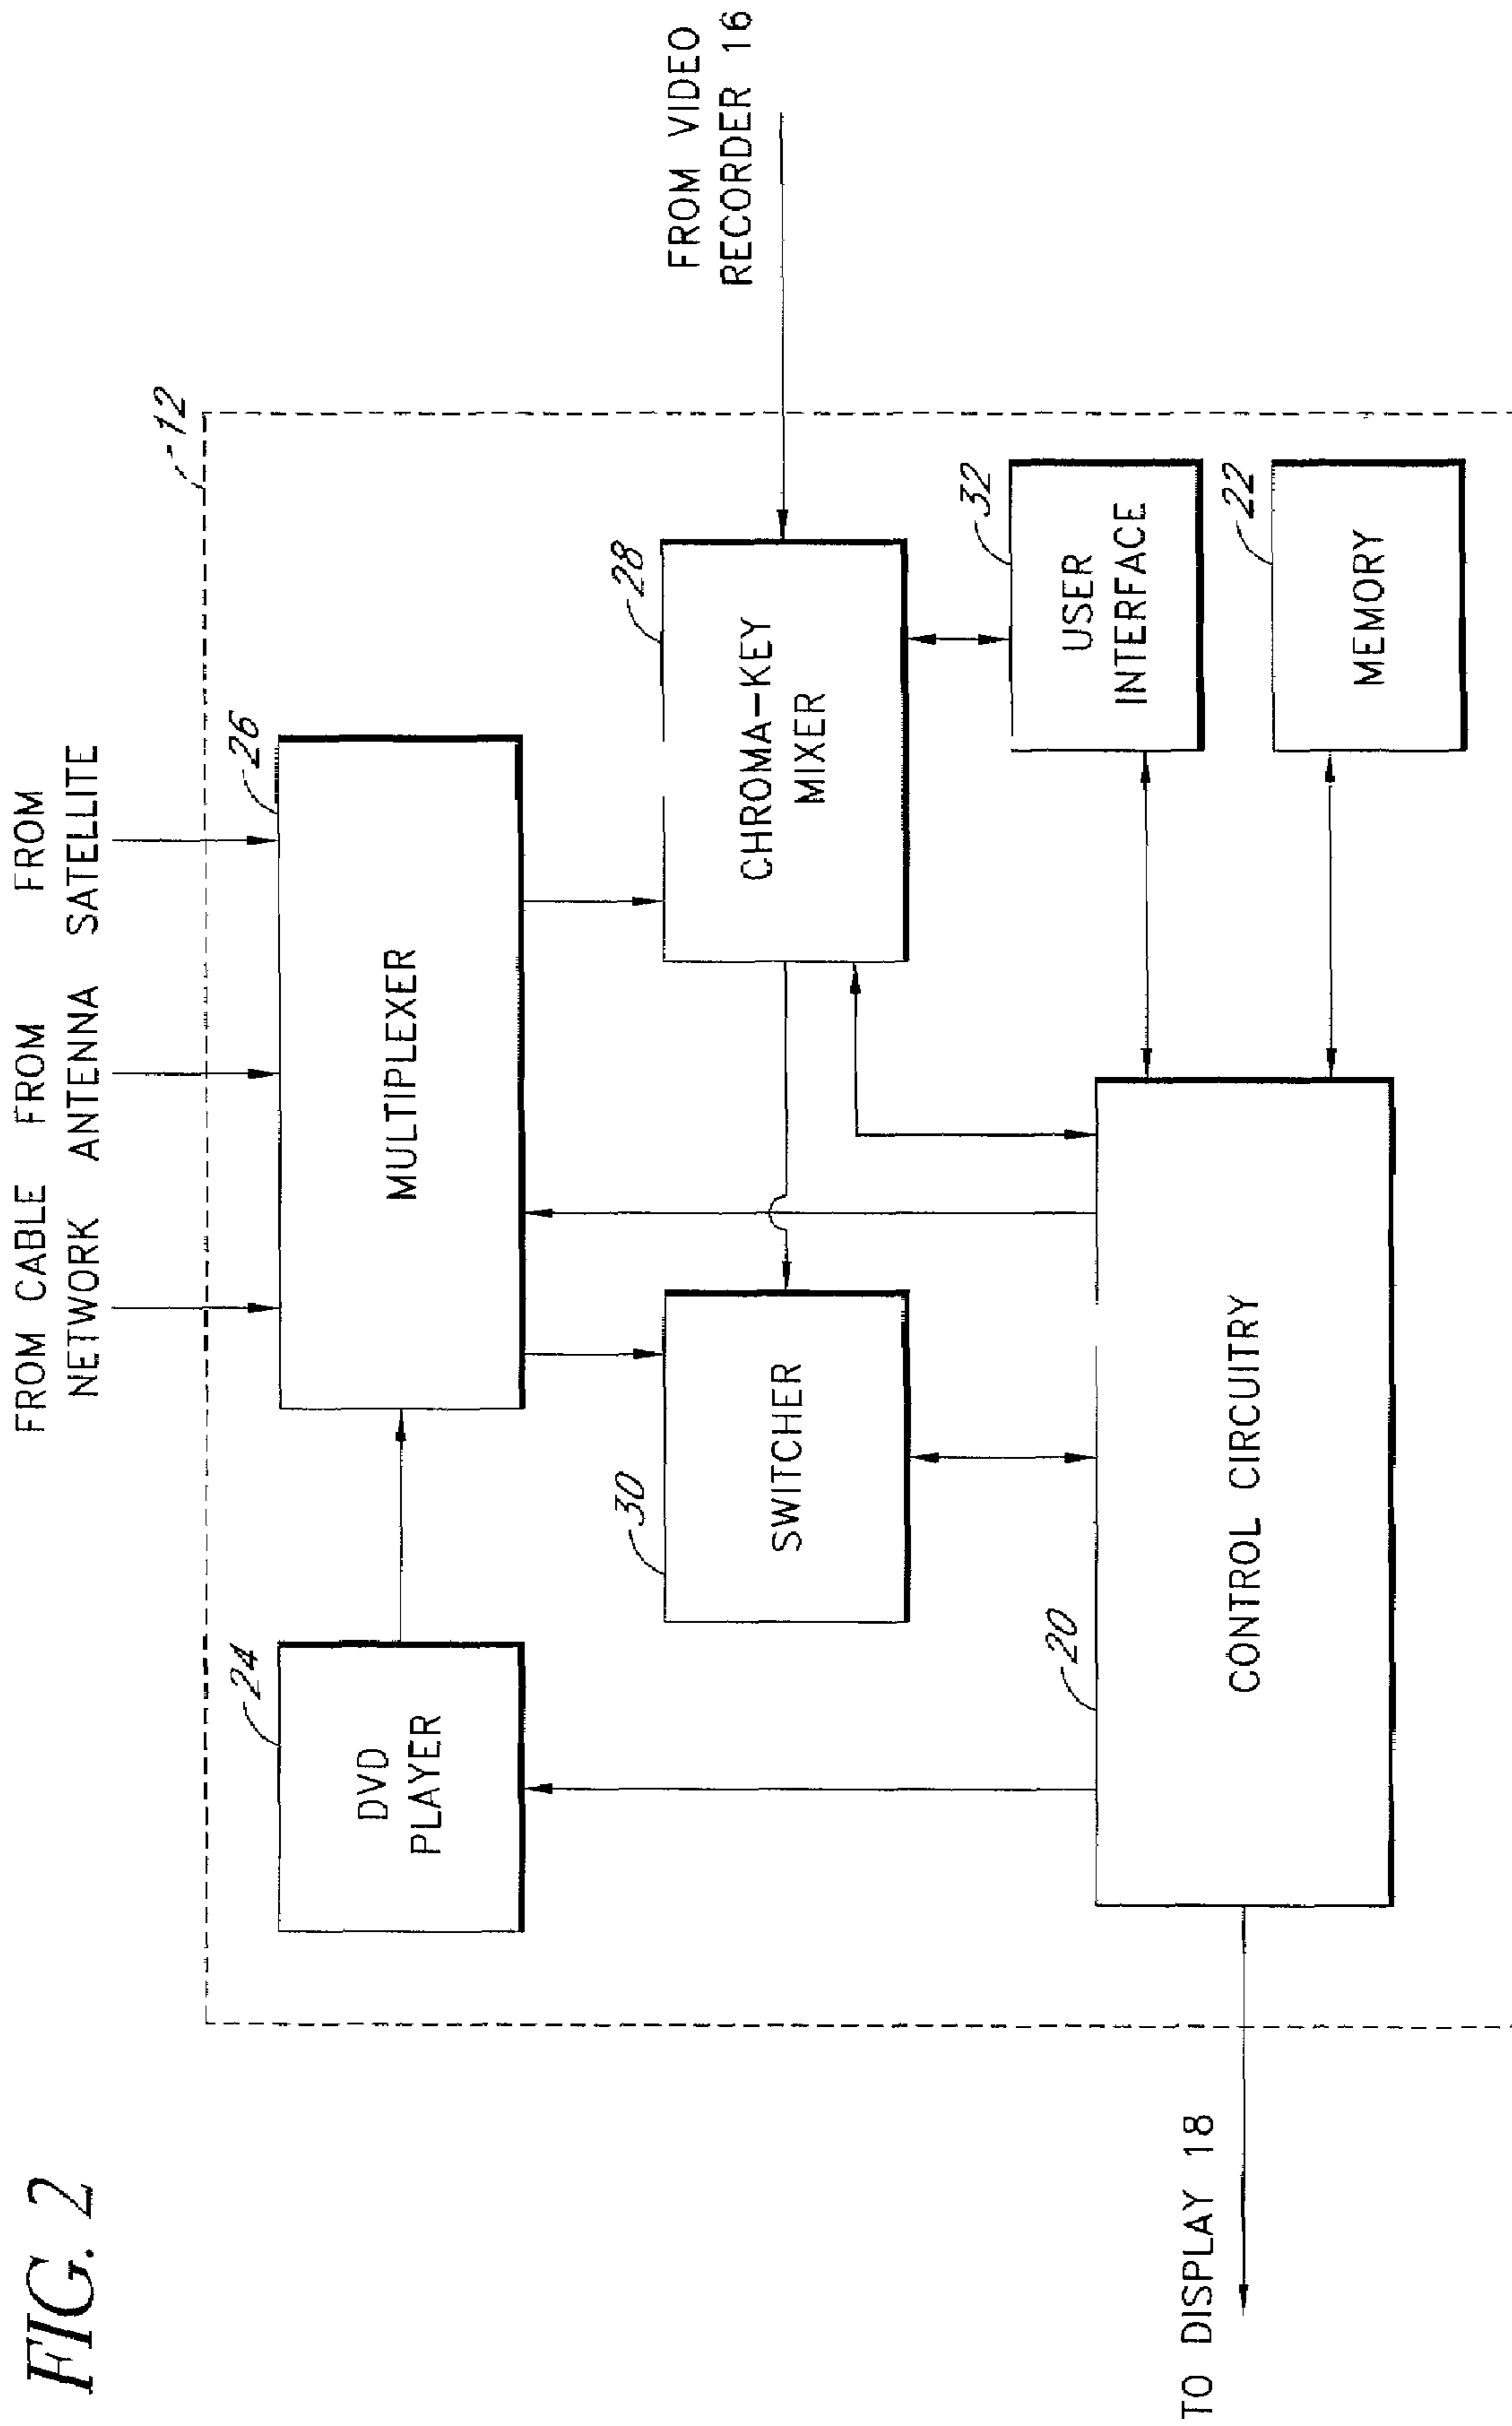 FIG. 2
FROM CABLE
NETWORK
FROM
ANTENNA
FROM
SATELLITE
12
24
DVD
PLAYER
26
MULTIPLEXER
30
SWITCHER
28
CHROMA-KEY
MIXER
FROM VIDEO
RECORDER 16
20
CONTROL CIRCUITRY
32
USER
INTERFACE
22
MEMORY
TO DISPLAY 18